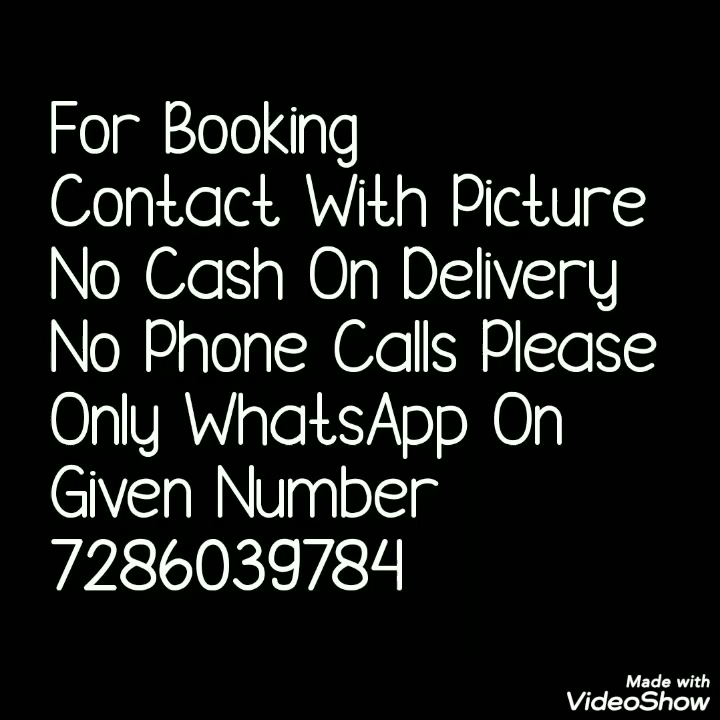 For Booking
Contact With Picture
No Cash On Delivery
No Phone Calls Please
Only WhatsApp On
Given Number
7286039784
Made with
VideoShow